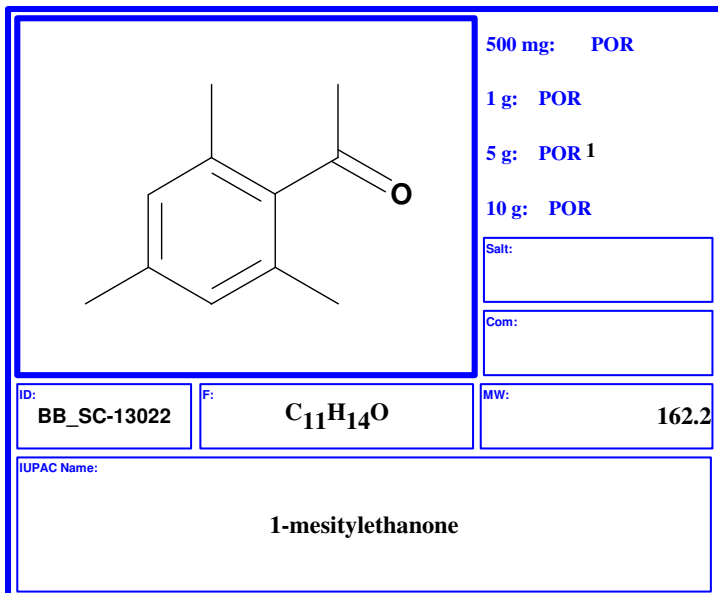 500 mg: POR
1 g: POR
5 g: POR 1
10 g: POR
O
Salt:
Com:
ID:
BB_SC-13022
F:
C11H14O
MW:
162.2
IUPAC Name:
1-mesitylethanone